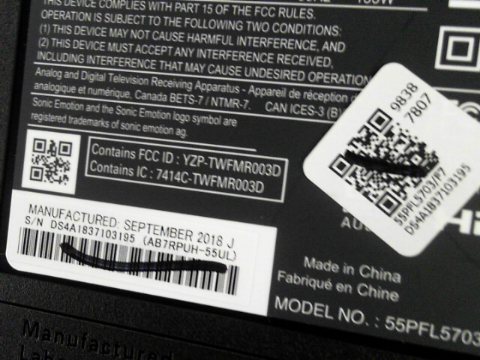 THIS DEVICE COMPLIES WITH PART 15 OF THE FCC RULES.
OPERATION IS SUBJECT TO THE FOLLOWING TWO CONDITIONS:
(1) THIS DEVICE MAY NOT CAUSE HARMFUL INTERFERENCE, AND
(2) THIS DEVICE MUST ACCEPT ANY INTERFERENCE RECEIVED,
INCLUDING INTERFERENCE THAT MAY CAUSE UNDESIRED OPERATION
Analog and Digital Television Receiving Apparatus - Appareil de réception
analogique et numérique, Canada BETS-7 / NTMR-7. CAN ICES-3 (B)
Sonic Emotion and the Sonic Emotion logo symbol are
registered trademarks of sonic emotion ag.
Contains FCC ID : YZP-TWFMR003D
Contains IC : 7414C-TWFMR003D
MANUFACTURED: SEPTEMBER 2018 J
S/N DS4A1837103195 (AB7RPUH-55UL)
9838
7807
55PFL5703/F7
DS4A1837103195
Made in China
Fabriqué en Chine
MODEL NO. : 55PFL5703